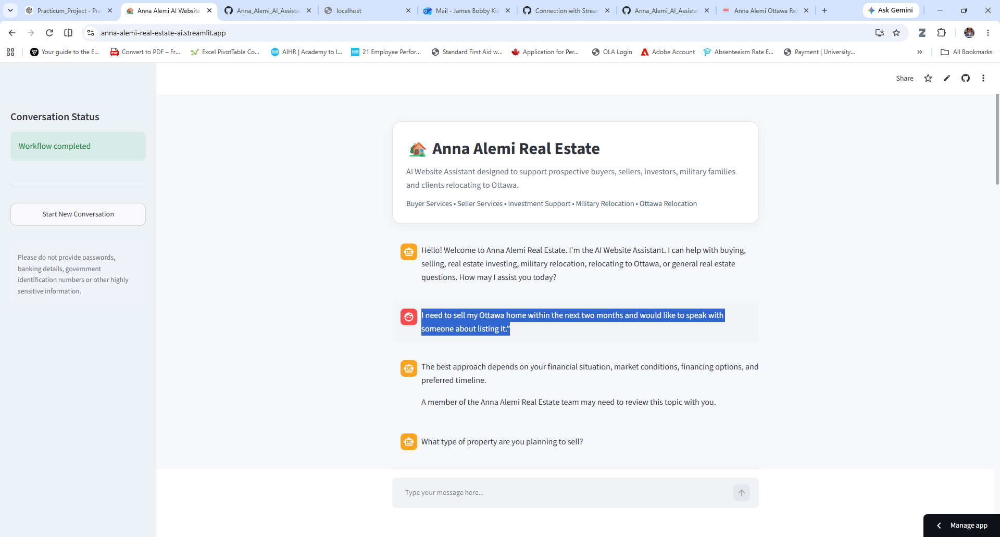 Practicum_Project - Pra
Anna Alemi AI Website
Anna_Alemi_AI_Assista
localhost
Mail - James Bobby Kia
Connection with Stream
Anna_Alemi_AI_Assista
Anna Alemi Ottawa Rea
Ask Gemini
anna-alemi-real-estate-ai.streamlit.app
Your guide to the E...
Convert to PDF – Fr...
Excel PivotTable Co...
AIHR | Academy to I...
21 Employee Perfor...
Standard First Aid w...
Application for Per...
OLA Login
Adobe Account
Absenteeism Rate E...
Payment | University...
All Bookmarks
Share
Conversation Status
Workflow completed
Start New Conversation
Please do not provide passwords,
banking details, government
identification numbers or other highly
sensitive information.
Anna Alemi Real Estate
AI Website Assistant designed to support prospective buyers, sellers, investors, military families
and clients relocating to Ottawa.
Buyer Services • Seller Services • Investment Support • Military Relocation • Ottawa Relocation
Hello! Welcome to Anna Alemi Real Estate. I'm the AI Website Assistant. I can help with buying,
selling, real estate investing, military relocation, relocating to Ottawa, or general real estate
questions. How may I assist you today?
I need to sell my Ottawa home within the next two months and would like to speak with
someone about listing it.”
The best approach depends on your financial situation, market conditions, financing options, and
preferred timeline.
A member of the Anna Alemi Real Estate team may need to review this topic with you.
What type of property are you planning to sell?
Type your message here...
Manage app